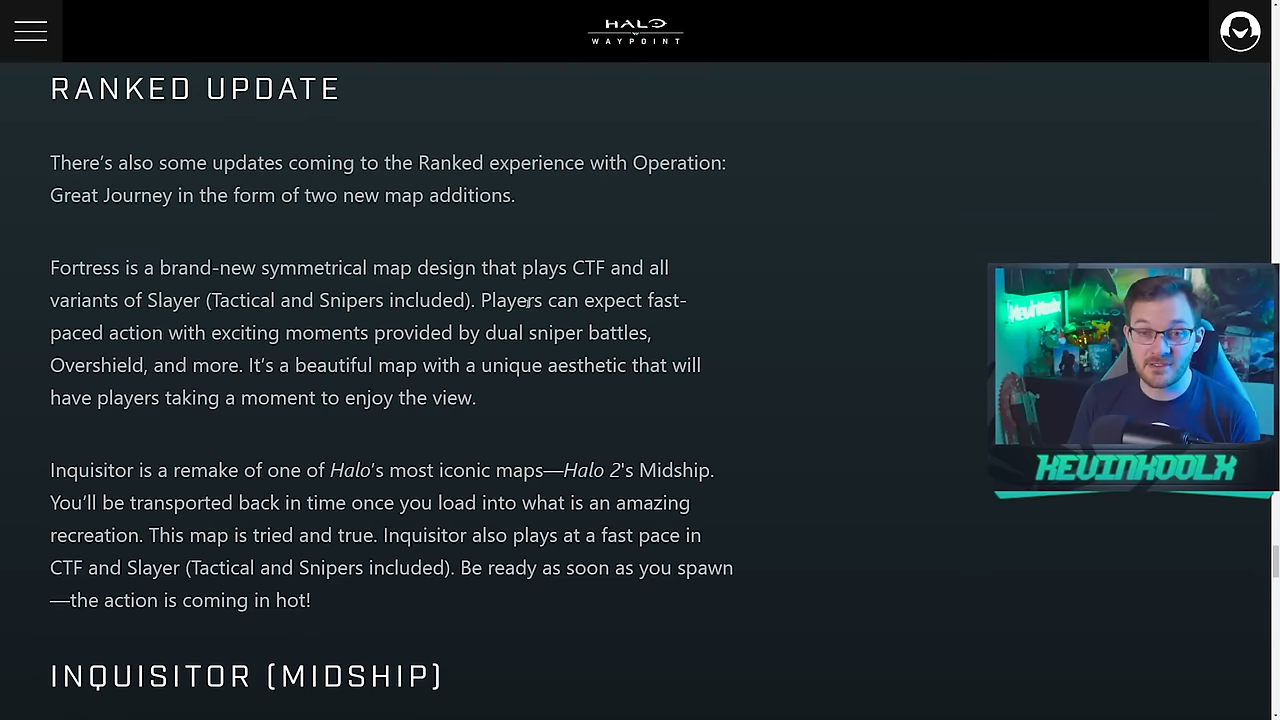 HALO
WAYPOINT
RANKED UPDATE
There's also some updates coming to the Ranked experience with Operation:
Great Journey in the form of two new map additions.
Fortress is a brand-new symmetrical map design that plays CTF and all
variants of Slayer (Tactical and Snipers included). Players can expect fast-
paced action with exciting moments provided by dual sniper battles,
Overshield, and more. It's a beautiful map with a unique aesthetic that will
have players taking a moment to enjoy the view.
Inquisitor is a remake of one of Halo's most iconic maps—Halo 2's Midship.
You'll be transported back in time once you load into what is an amazing
recreation. This map is tried and true. Inquisitor also plays at a fast pace in
CTF and Slayer (Tactical and Snipers included). Be ready as soon as you spawn
—the action is coming in hot!
INQUISITOR (MIDSHIP)
KevinKoolx
KEVINKOOLX